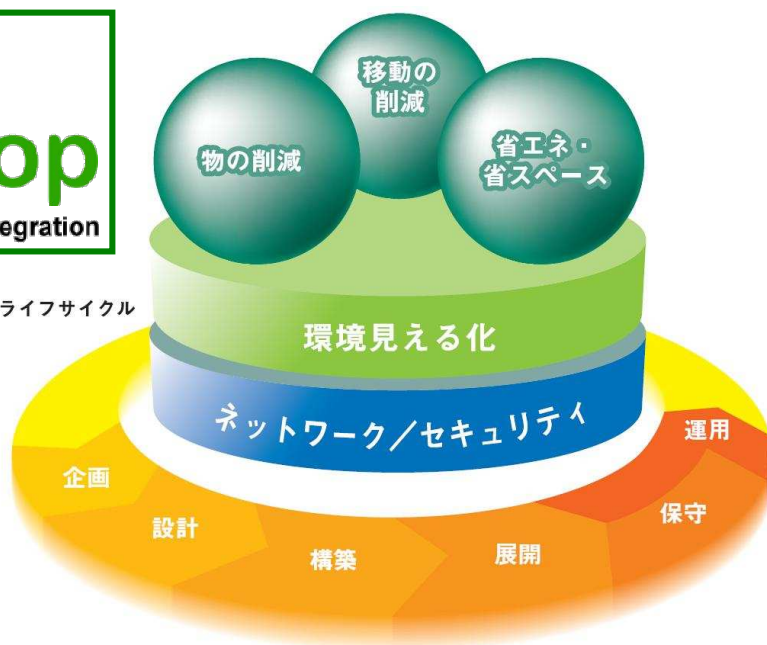 移動の
削減
物の削減
省エネ・
省スペース
op
egration
ライフサイクル
環境見える化
ネットワーク／セキュリティ
企画
設計
構築
展開
保守
運用